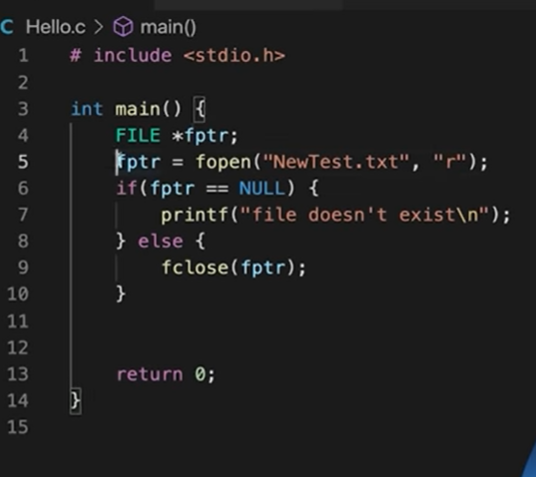 C Hello.c > main()
1 # include <stdio.h>
2
3 int main() {
4 FILE *fptr;
5 fptr = fopen("NewTest.txt", "r");
6 if(fptr == NULL) {
7 printf("file doesn't exist\n");
8 } else {
9 fclose(fptr);
10 }
11
12
13 return 0;
14 }
15